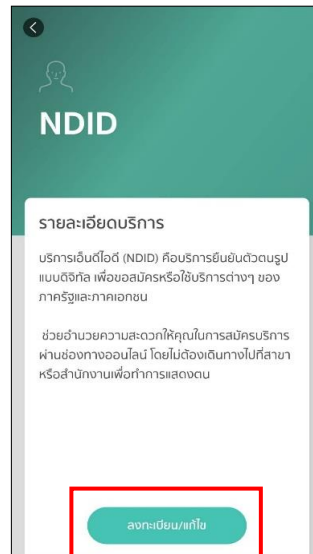 NDID
รายละเอียดบริการ
บริการเอ็นดีไอดี (NDID) คือบริการยืนยันตัวตนรูป
แบบดิจิทัล เพื่อขอสมัครหรือใช้บริการต่างๆ ของ
ภาครัฐและภาคเอกชน
ช่วยอำนวยความสะดวกให้คุณในการสมัครบริการ
ผ่านช่องทางออนไลน์ โดยไม่ต้องเดินทางไปที่สาขา
หรือสำนักงานเพื่อทำการแสดงตน
ลงทะเบียน/แก้ไข